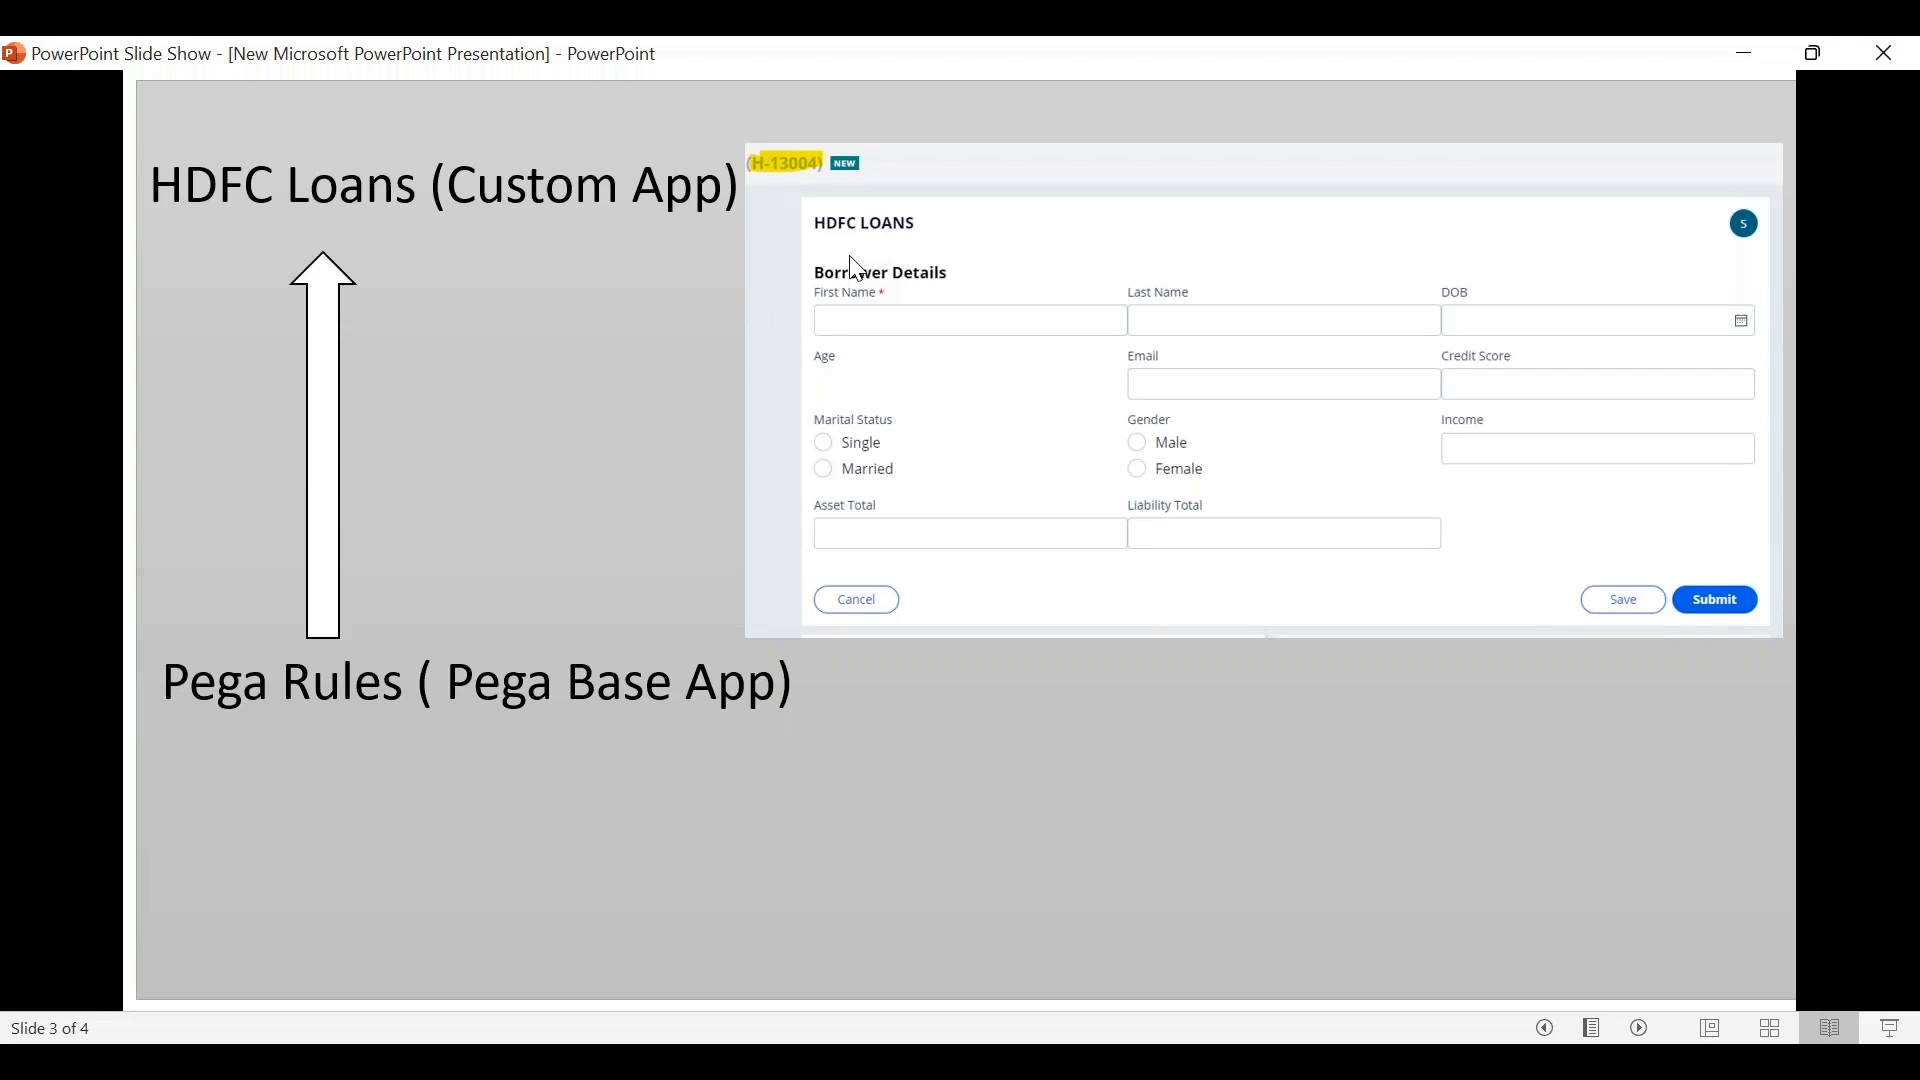 PowerPoint Slide Show - [New Microsoft PowerPoint Presentation] - PowerPoint
HDFC Loans (Custom App)
(H-13004) NEW
HDFC LOANS
S
Borrower Details
First Name * Last Name DOB
Age Email Credit Score
Marital Status Gender Income
Single Male
Married Female
Asset Total Liability Total
Cancel Save Submit
Pega Rules ( Pega Base App)
Slide 3 of 4